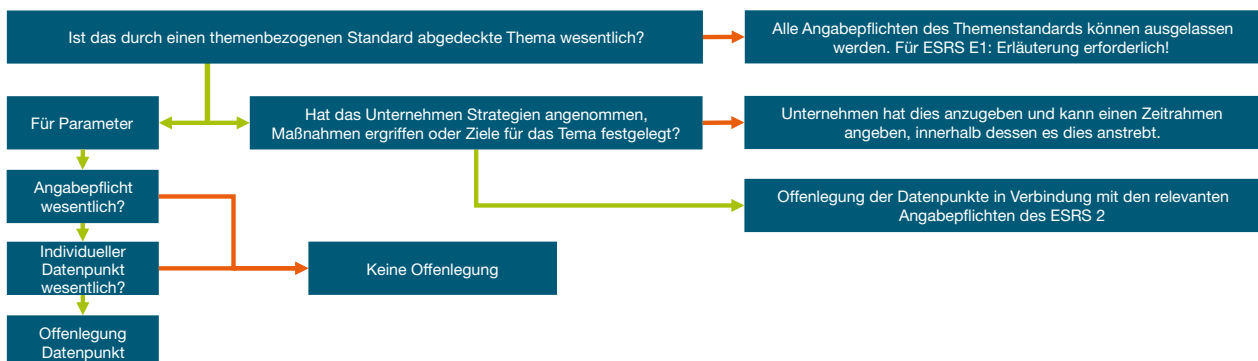 Ist das durch einen themenbezogenen Standard abgedeckte Thema wesentlich?
Alle Angabepflichten des Themenstandards können ausgelassen
werden. Für ESRS E1: Erläuterung erforderlich!
Für Parameter
Hat das Unternehmen Strategien angenommen,
Maßnahmen ergriffen oder Ziele für das Tema festgelegt?
Unternehmen hat dies anzugeben und kann einen Zeitrahmen
angeben, innerhalb dessen es dies anstrebt.
Angabepflicht
wesentlich?
Offenlegung der Datenpunkte in Verbindung mit den relevanten
Angabepflichten des ESRS 2
Individueller
Datenpunkt
wesentlich?
Keine Offenlegung
Offenlegung
Datenpunkt